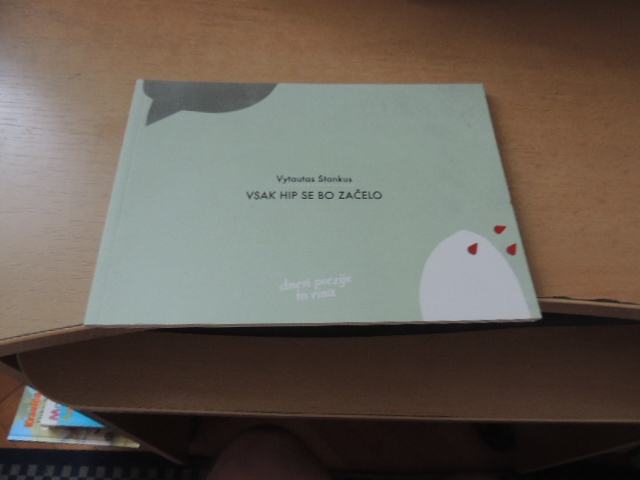 Vytautas Stankus
VSAK HIP SE BO ZAČELO
dnevi poezije
in vina